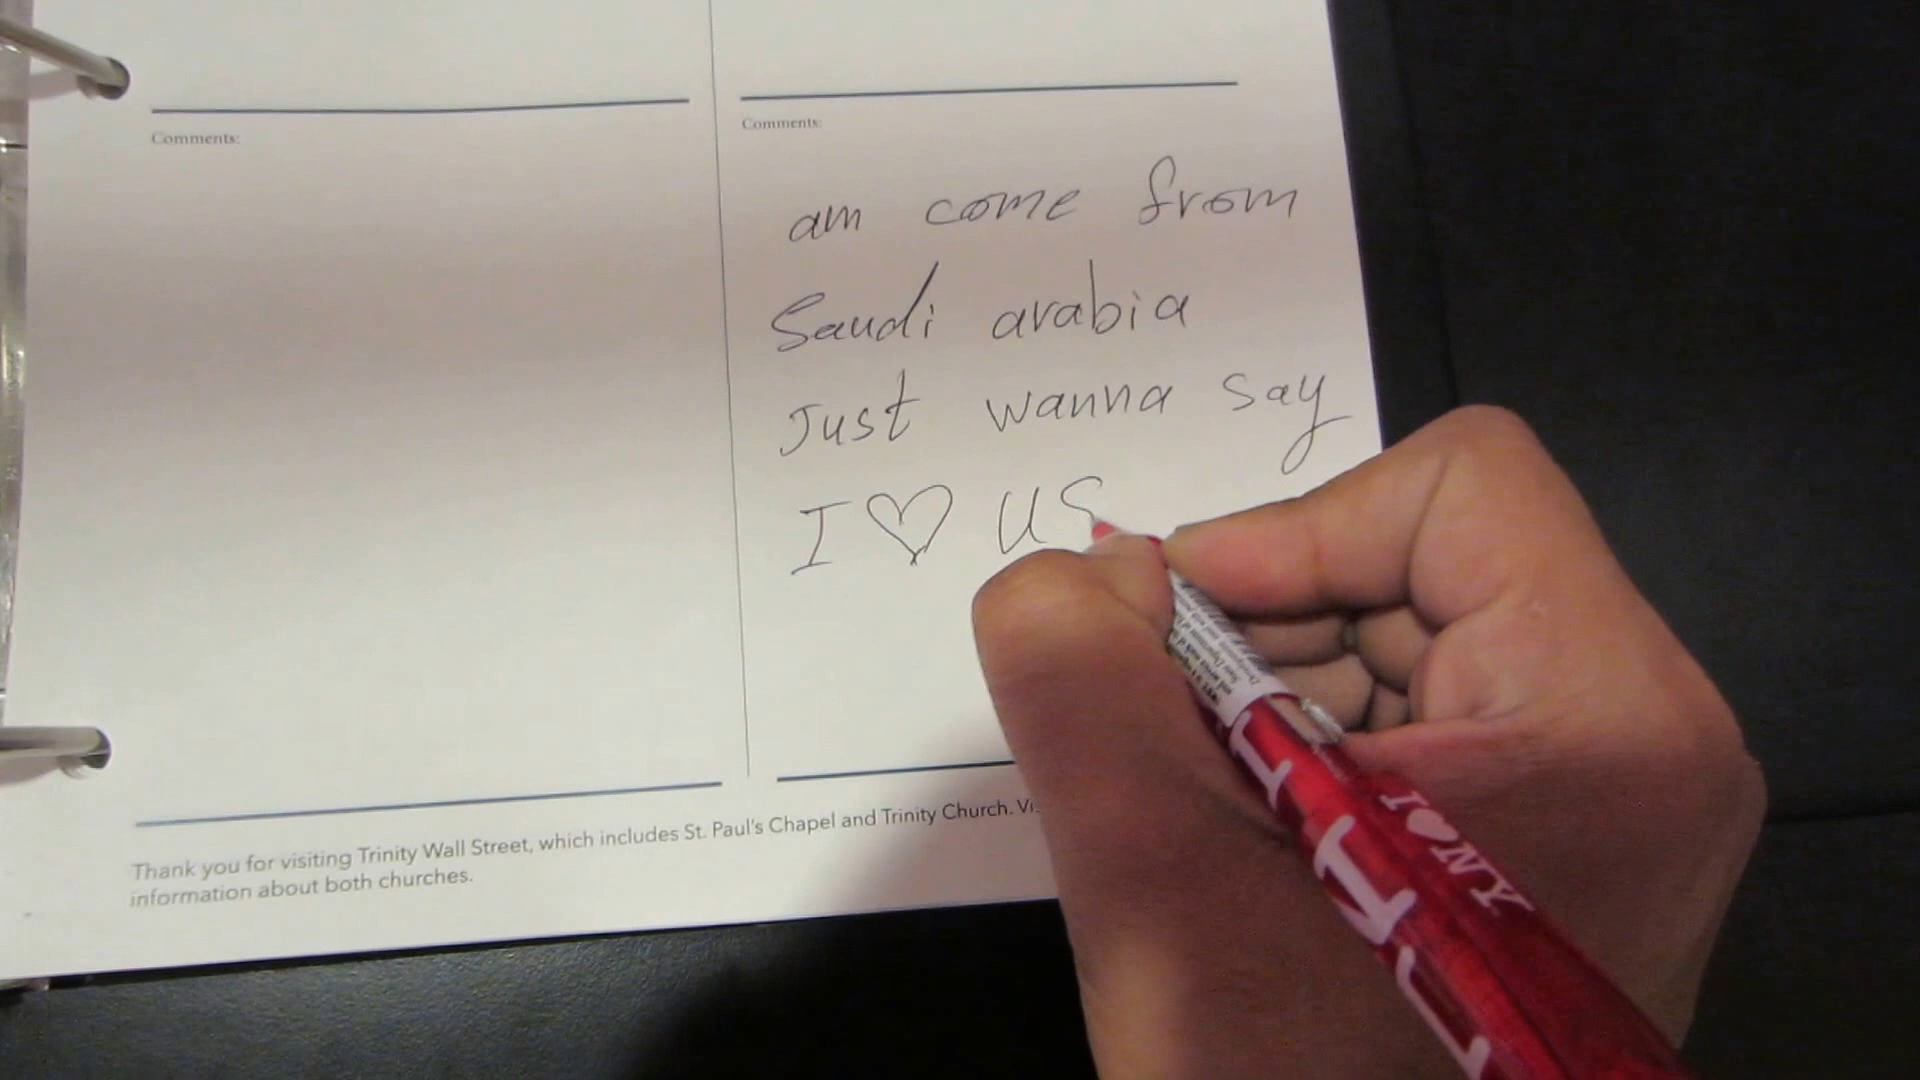 Comments:
Comments:
am come from
Saudi arabia
Just wanna say
I ♡ US
Thank you for visiting Trinity Wall Street, which includes St. Paul's Chapel and Trinity Church.
information about both churches.
I ♥ NY